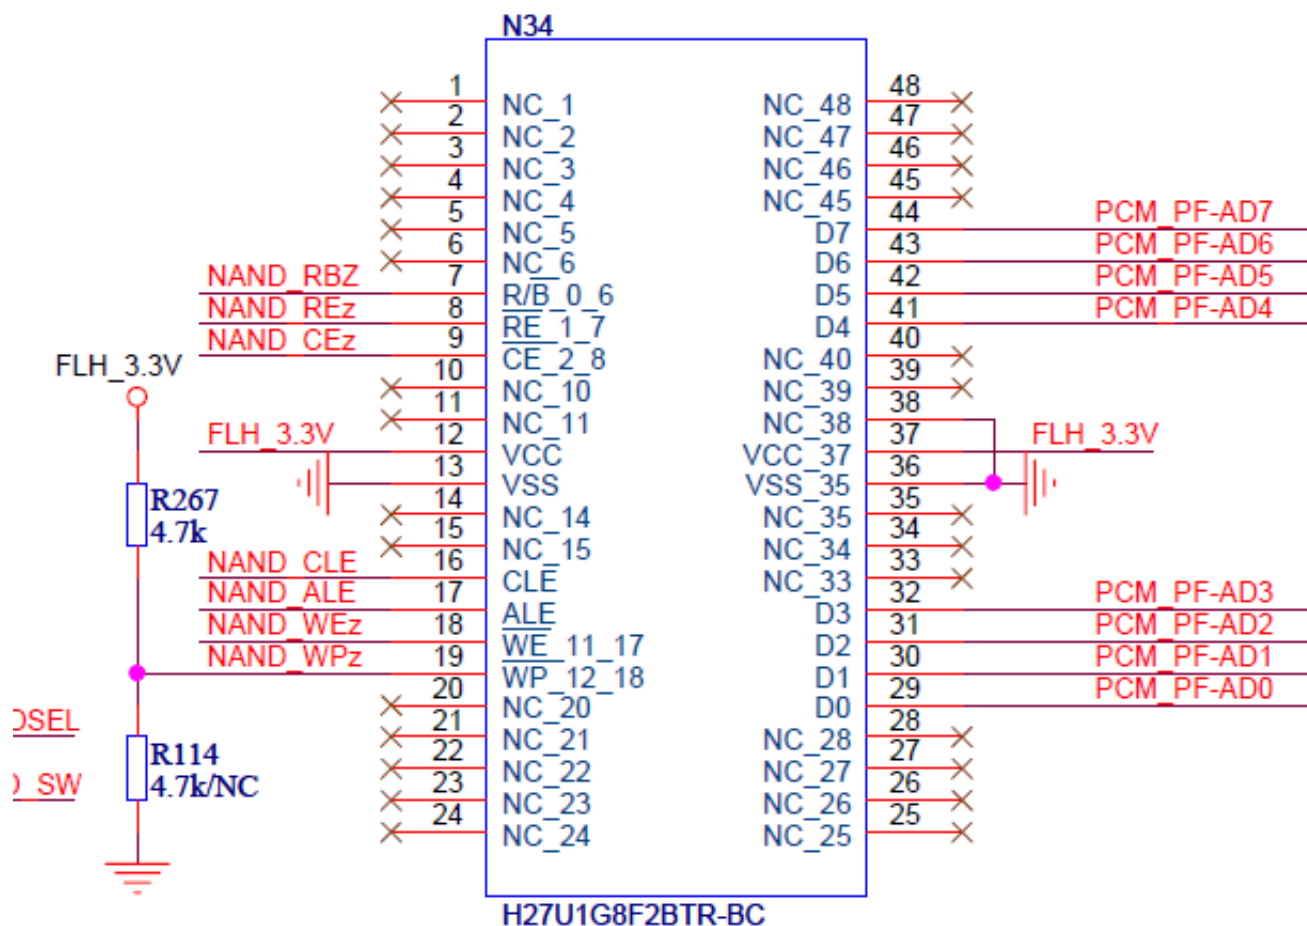 N34
1 NC_1 NC_48 48
2 NC_2 NC_47 47
3 NC_3 NC_46 46
4 NC_4 NC_45 45
5 NC_5 D7 44 PCM_PF-AD7
6 NC_6 D6 43 PCM_PF-AD6
NAND_RBZ 7 R/B_0_6 D5 42 PCM_PF-AD5
NAND_REz 8 RE_1_7 D4 41 PCM_PF-AD4
NAND_CEz 9 CE_2_8 NC_40 40
FLH_3.3V
10 NC_10 NC_39 39
11 NC_11 NC_38 38
FLH_3.3V 12 VCC VCC_37 37 FLH_3.3V
13 VSS VSS_35 36
R267
4.7k
14 NC_14 NC_35 35
15 NC_15 NC_34 34
NAND_CLE 16 CLE NC_33 33
NAND_ALE 17 ALE D3 32 PCM_PF-AD3
NAND_WEz 18 WE_11_17 D2 31 PCM_PF-AD2
NAND_WPz 19 WP_12_18 D1 30 PCM_PF-AD1
20 NC_20 D0 29 PCM_PF-AD0
OSEL
21 NC_21 NC_28 28
R114
4.7k/NC
22 NC_22 NC_27 27
_SW
23 NC_23 NC_26 26
24 NC_24 NC_25 25
H27U1G8F2BTR-BC